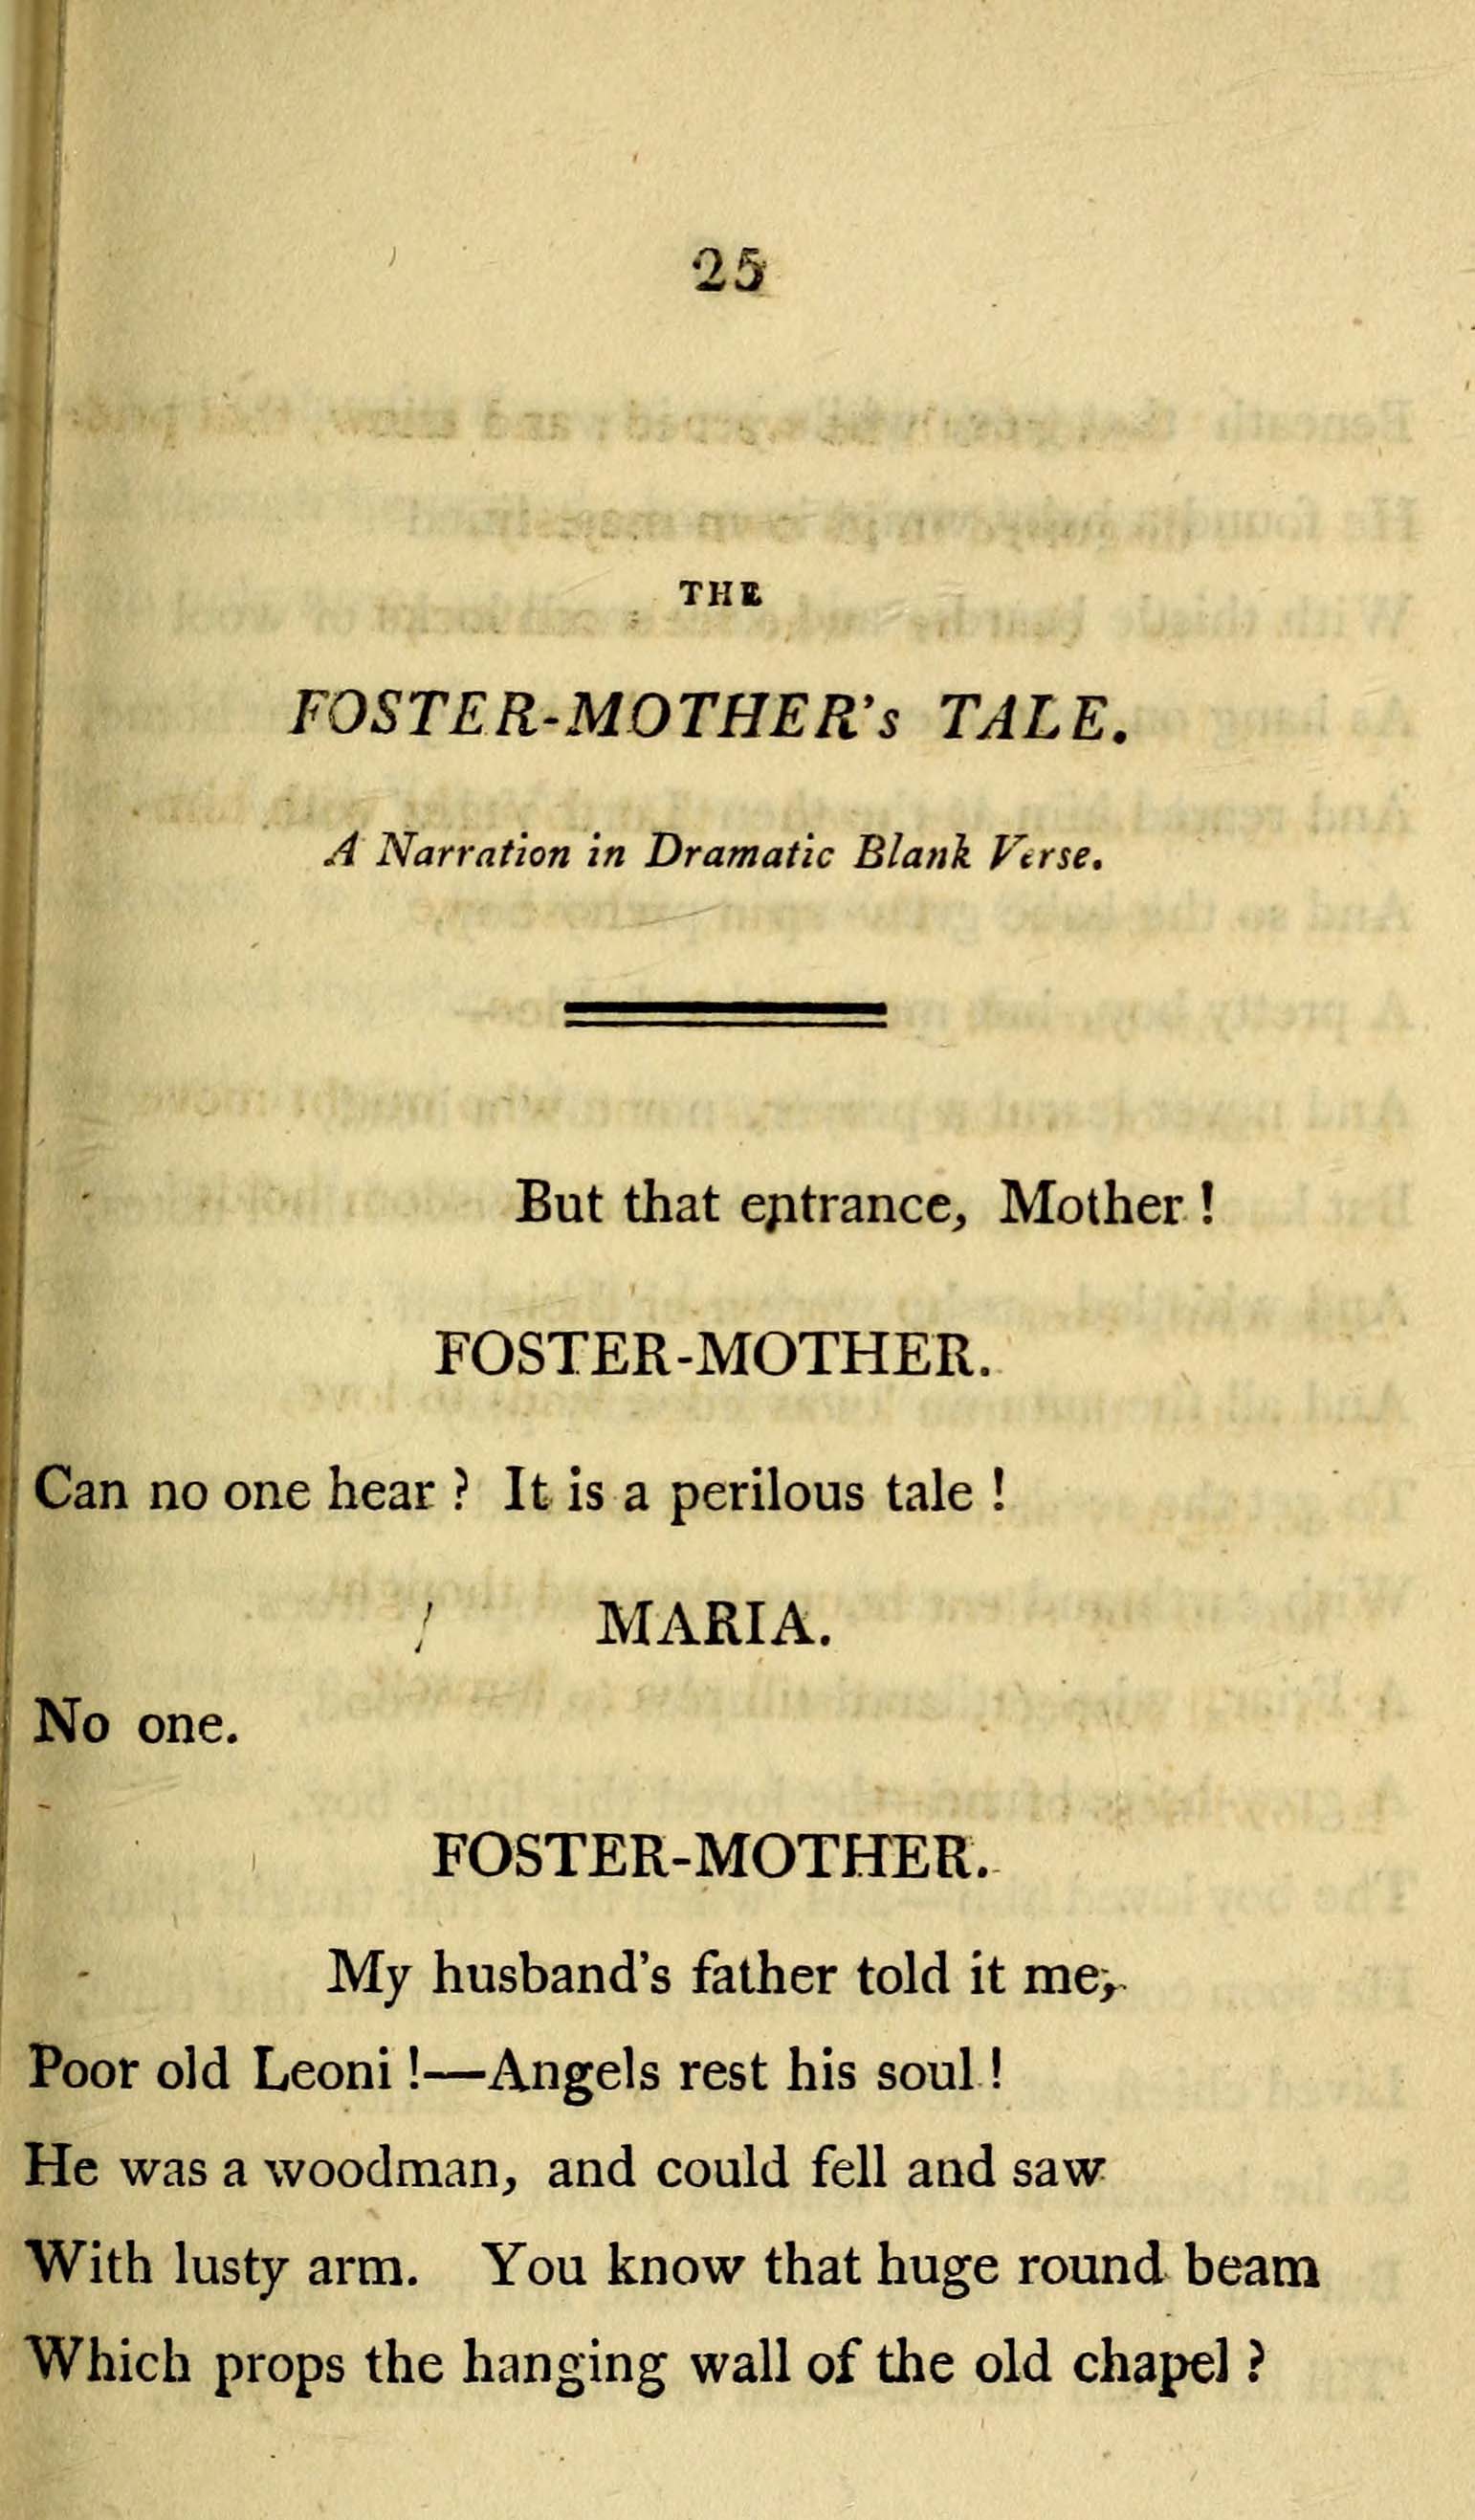 25
THE
FOSTER-MOTHER's TALE.
A Narration in Dramatic Blank Verse.
But that entrance, Mother !
FOSTER-MOTHER.
Can no one hear ? It is a perilous tale !
MARIA.
No one.
FOSTER-MOTHER.
My husband's father told it me,
Poor old Leoni !—Angels rest his soul !
He was a woodman, and could fell and saw
With lusty arm. You know that huge round beam
Which props the hanging wall of the old chapel ?